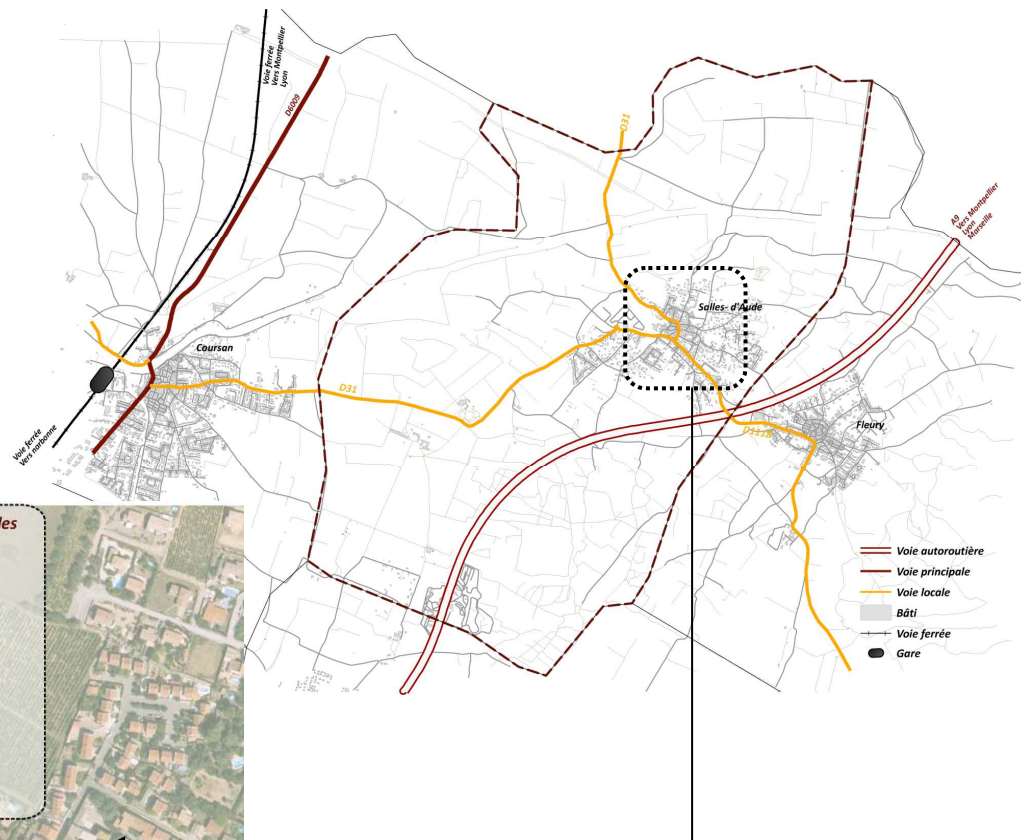 Voie ferrée
Vers Montpellier
Lyon
D6009
D31
A9
Vers Montpellier
Lyon
Marseille
Salles- d'Aude
Coursan
D31
Fleury
D1118
Voie ferrée
Vers narbonne
Voie autoroutière
Voie principale
Voie locale
Bâti
Voie ferrée
Gare